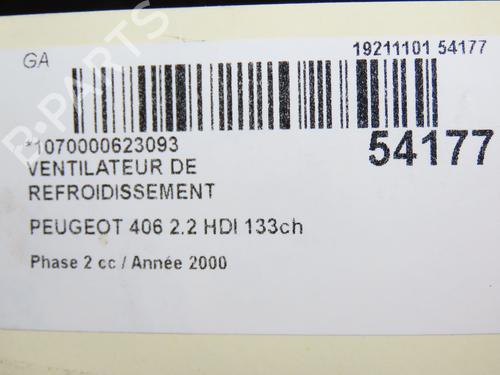 GA
19211101 54177
*1070000623093
54177
VENTILATEUR DE
REFROIDISSEMENT
PEUGEOT 406 2.2 HDI 133ch
Phase 2 cc / Année 2000
B-PARTS